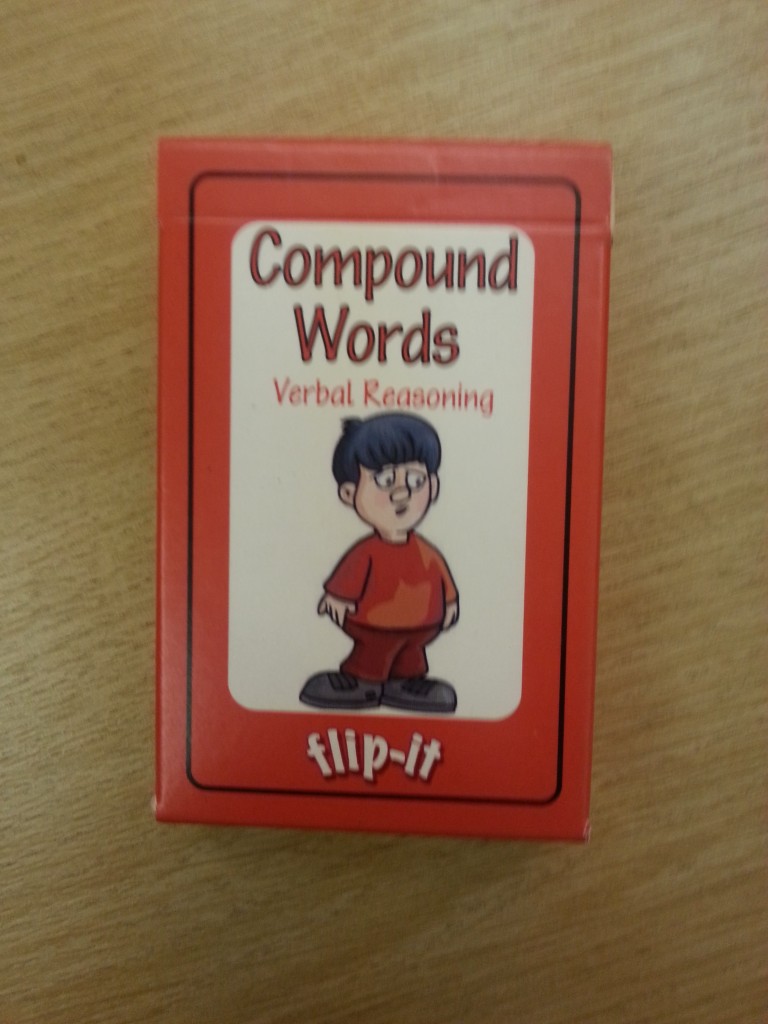 Compound
Words
Verbal Reasoning
flip-it